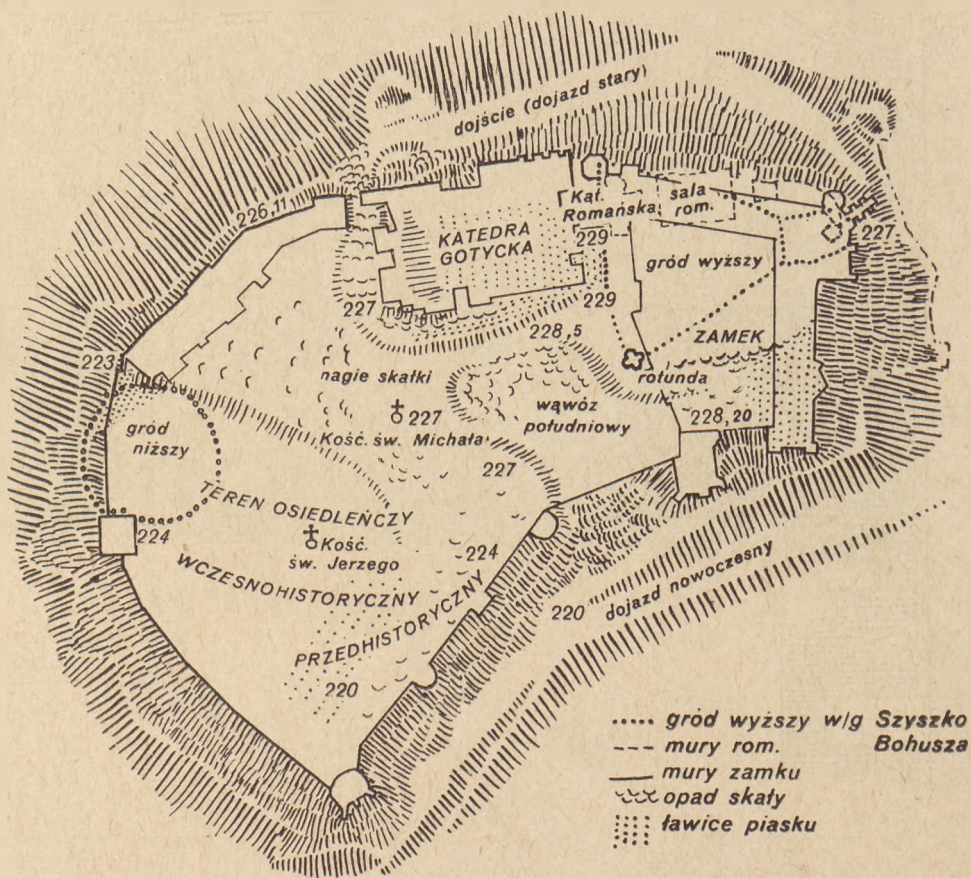 dojście (dojazd stary)
226,11
Kat.
Romańska
sala
rom.
KATEDRA
GOTYCKA
229
227
gród wyższy
227
229
228,5
ZAMEK
223
nagie skałki
rotunda
227
wąwóz
południowy
228,20
gród
niższy
Kość. św. Michała
227
TEREN OSIEDLEŃCZY
224
Kość.
św. Jerzego
224
WCZESNOHISTORYCZNY
PRZEDHISTORYCZNY
220
dojazd nowoczesny
220
gród wyższy w/g Szyszko
Bohusza
mury rom.
mury zamku
opad skały
ławice piasku